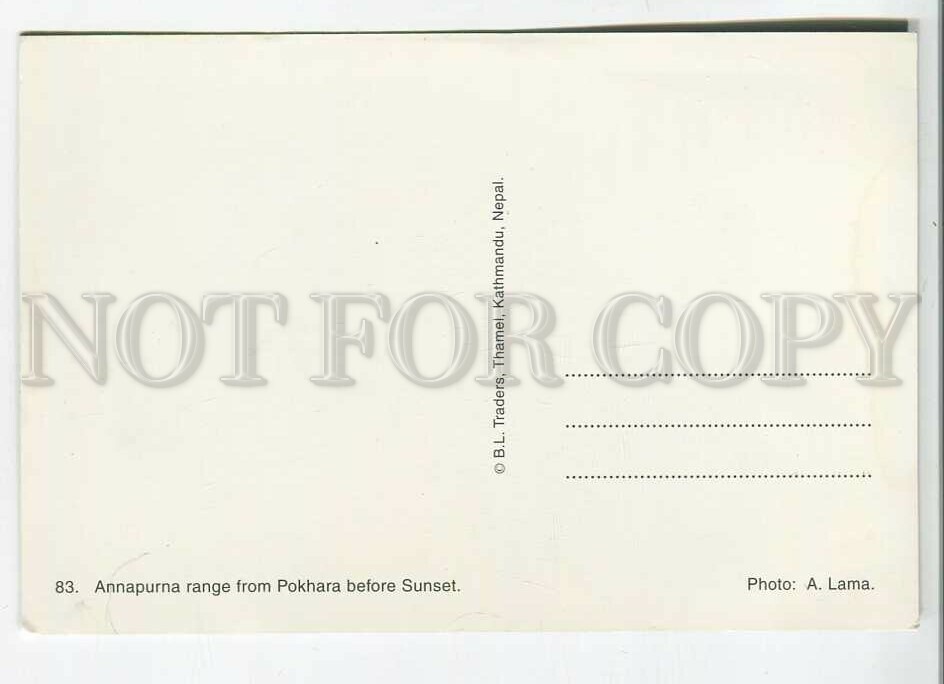 © B.L. Traders, Thamel, Kathmandu, Nepal.
NOT FOR COPY
83. Annapurna range from Pokhara before Sunset.
Photo: A. Lama.